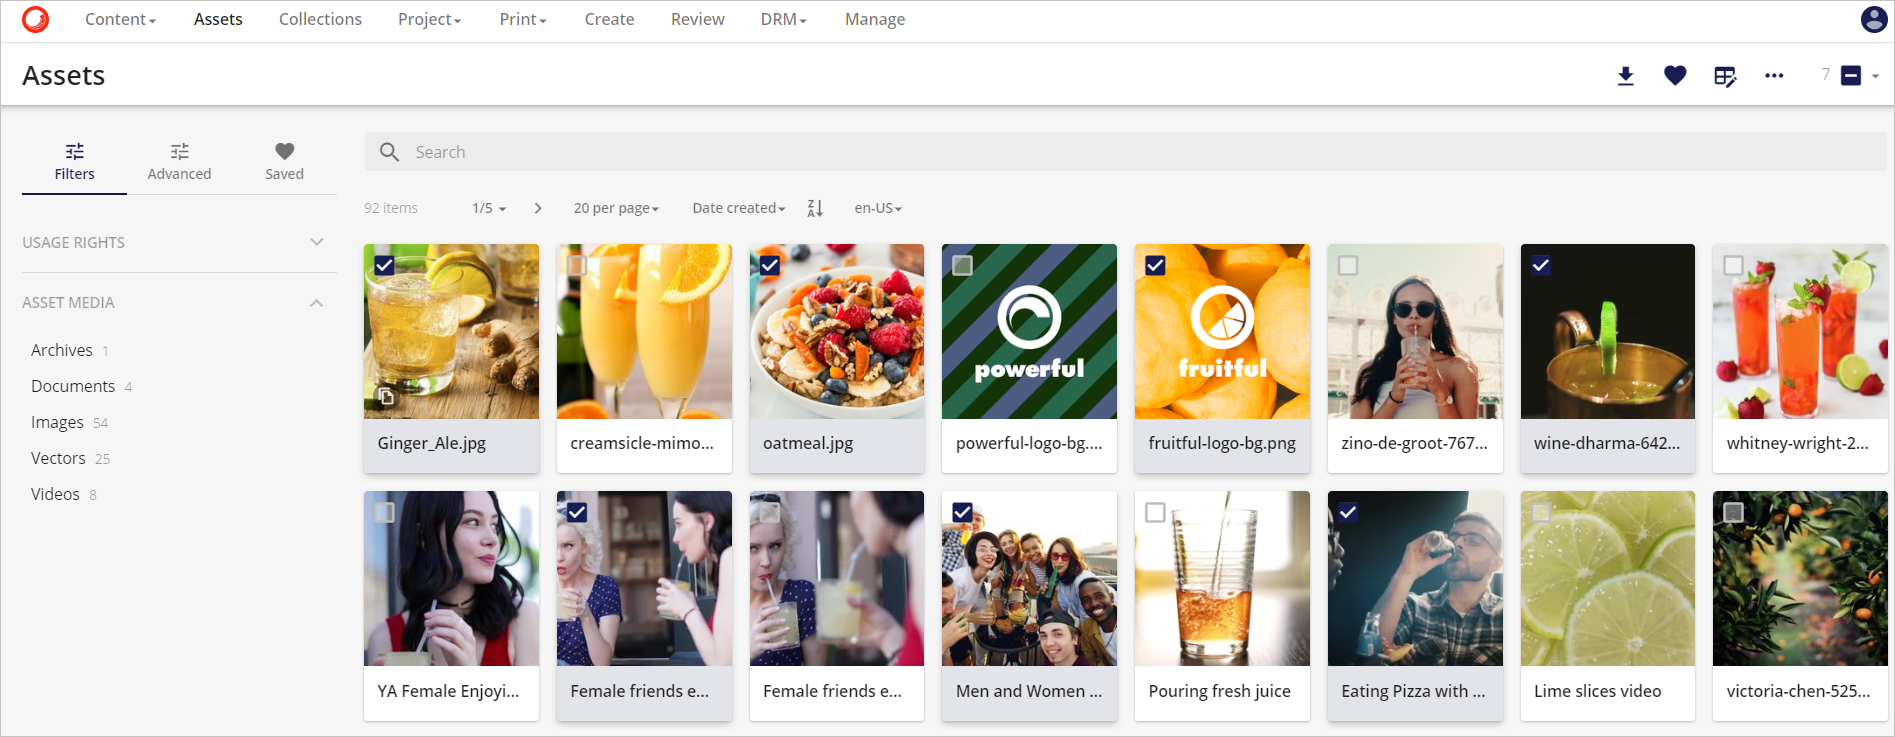 Content Assets Collections Project Print Create Review DRM Manage
Assets
7
Filters Advanced Saved
Search
92 items 1/5 20 per page Date created Z A en-US
USAGE RIGHTS
ASSET MEDIA
Archives 1
Documents 4
Images 54
Vectors 25
Videos 8
powerful
fruitful
Ginger_Ale.jpg creamsicle-mimo... oatmeal.jpg powerful-logo-bg.... fruitful-logo-bg.png zino-de-groot-767... wine-dharma-642... whitney-wright-2...
YA Female Enjoyi... Female friends e... Female friends e... Men and Women ... Pouring fresh juice Eating Pizza with ... Lime slices video victoria-chen-525...